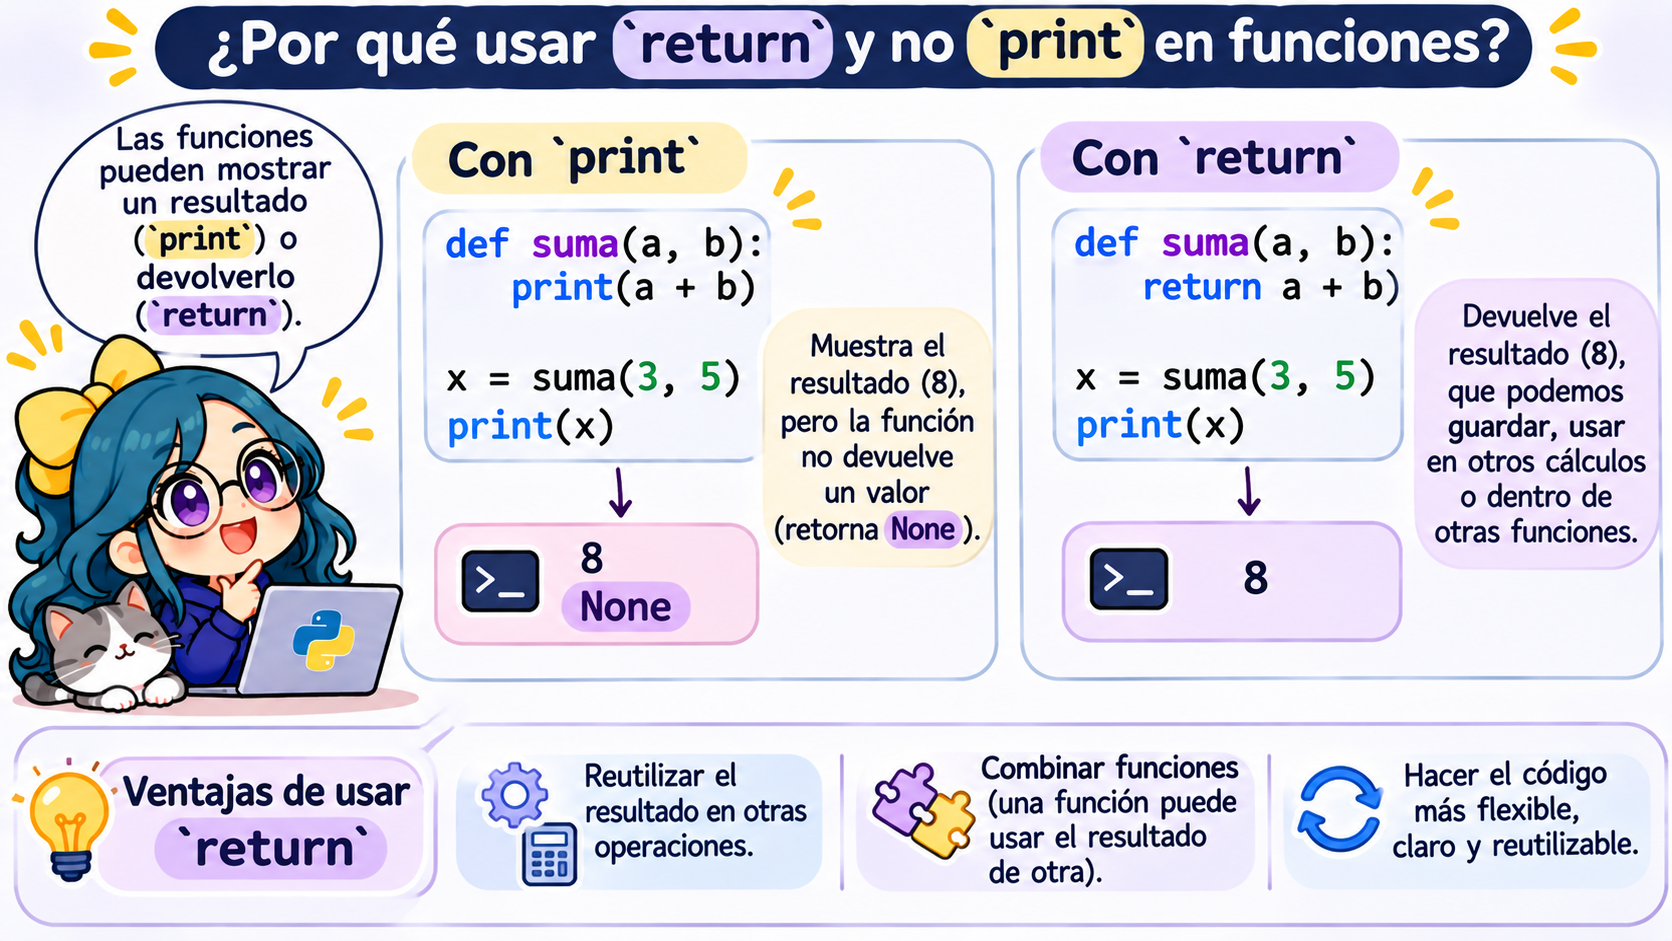 ¿Por qué usar `return` y no `print` en funciones?
Las funciones
pueden mostrar
un resultado
(`print`) o
devolverlo
(`return`).
Con `print`
def suma(a, b):
    print(a + b)
x = suma(3, 5)
print(x)
>_
8
None
Muestra el
resultado (8),
pero la función
no devuelve
un valor
(retorna None).
Con `return`
def suma(a, b):
    return a + b)
x = suma(3, 5)
print(x)
>_
8
Devuelve el
resultado (8),
que podemos
guardar, usar
en otros cálculos
o dentro de
otras funciones.
Ventajas de usar
`return`
Reutilizar el
resultado en otras
operaciones.
Combinar funciones
(una función puede
usar el resultado
de otra).
Hacer el código
más flexible,
claro y reutilizable.